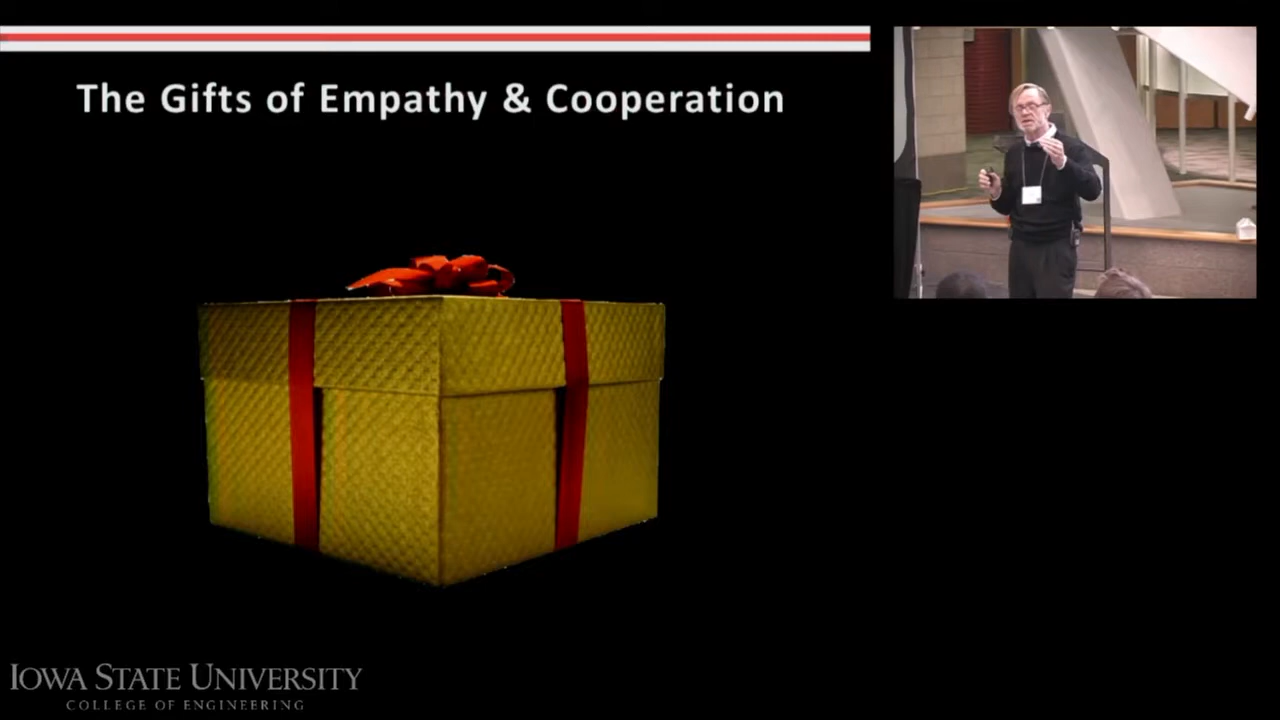 The Gifts of Empathy & Cooperation
IOWA STATE UNIVERSITY
COLLEGE OF ENGINEERING